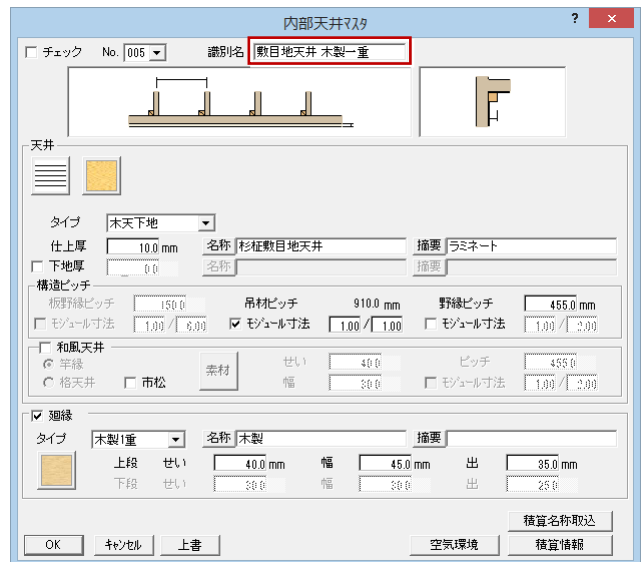 内部天井ﾏｽﾀ ? ×
チェック No. 005 識別名 敷目地天井 木製一重
天井
タイプ 木天下地
仕上厚 10.0 mm 名称 杉柾敷目地天井 摘要 ラミネート
下地厚 0.0 名称 摘要
構造ピッチ
板野縁ピッチ 150.0 吊材ピッチ 910.0 mm 野縁ピッチ 455.0 mm
モジュール寸法 1.00 / 6.00 モジュール寸法 1.00 / 1.00 モジュール寸法 1.00 / 2.00
和風天井
竿縁 素材 せい 40.0 ピッチ 455.0
格天井 市松 幅 30.0 モジュール寸法 1.00 / 2.00
廻縁
タイプ 木製1重 名称 木製 摘要
上段 せい 40.0 mm 幅 45.0 mm 出 35.0 mm
下段 せい 30.0 幅 30.0 出 25.0
積算名称取込
OK ｷｬﾝｾﾙ 上書 空気環境 積算情報